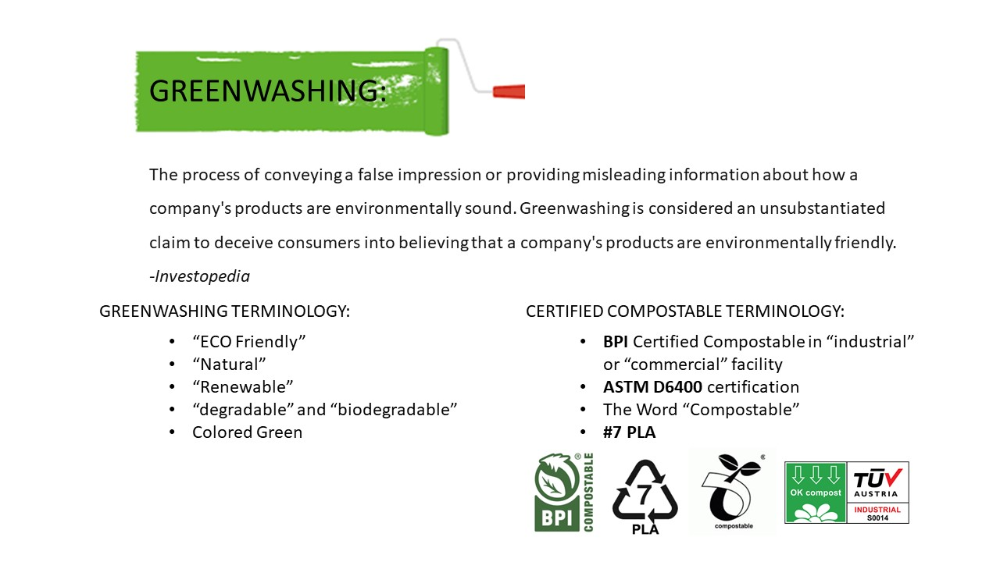 GREENWASHING:
The process of conveying a false impression or providing misleading information about how a
company's products are environmentally sound. Greenwashing is considered an unsubstantiated
claim to deceive consumers into believing that a company's products are environmentally friendly.
-Investopedia
GREENWASHING TERMINOLOGY:
• “ECO Friendly”
• “Natural”
• “Renewable”
• “degradable” and “biodegradable”
• Colored Green
CERTIFIED COMPOSTABLE TERMINOLOGY:
• BPI Certified Compostable in “industrial”
or “commercial” facility
• ASTM D6400 certification
• The Word “Compostable”
• #7 PLA
®
BPI
COMPOSTABLE
7
PLA
®
compostable
OK compost
TÜV
AUSTRIA
INDUSTRIAL
S0014